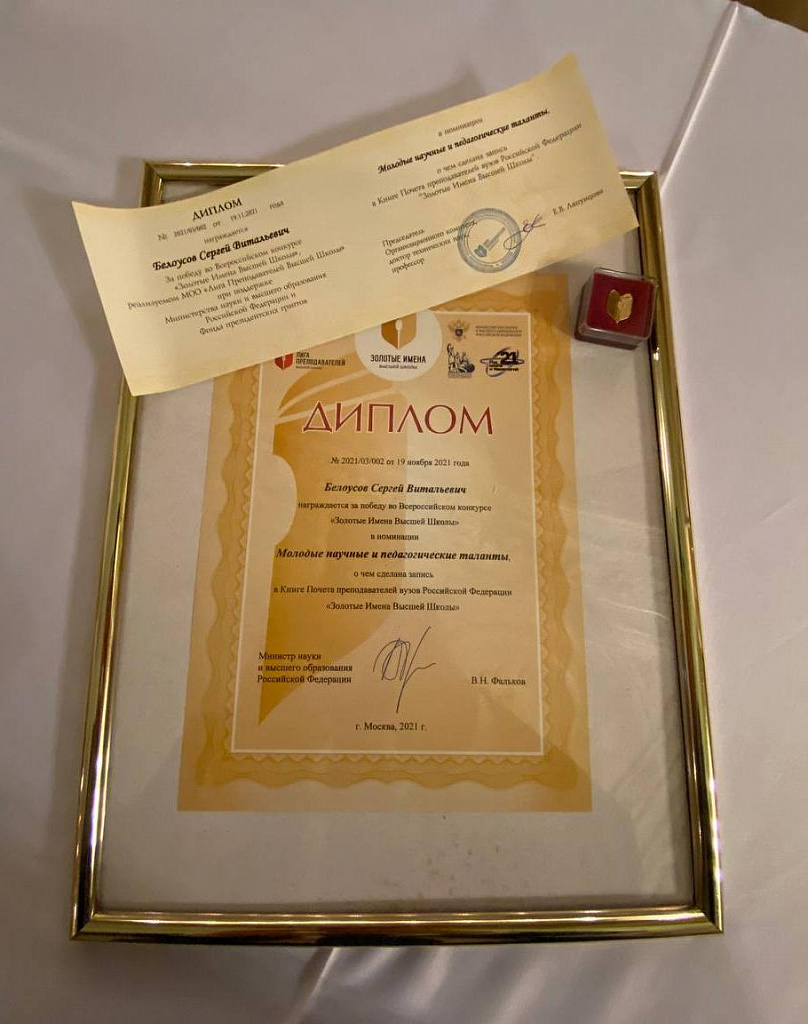 ДИПЛОМ
№ 2021/03/002 от 19.11.2021 года
награждается
Белоусов Сергей Витальевич
За победу во Всероссийском конкурсе
«Золотые Имена Высшей Школы»,
реализуемом МОО «Лига Преподавателей Высшей Школы»
при поддержке
Министерства науки и высшего образования
Российской Федерации и
Фонда президентских грантов
в номинации
Молодые научные и педагогические таланты,
о чем сделана запись
в Книге Почета преподавателей вузов Российской Федерации
"Золотые Имена Высшей Школы"
Председатель
Организационного комитета,
доктор технических наук,
профессор
Е.В. Ляпунцова
ЛИГА
ПРЕПОДАВАТЕЛЕЙ
ВЫСШЕЙ ШКОЛЫ
ЗОЛОТЫЕ ИМЕНА
ВЫСШЕЙ ШКОЛЫ
21
ДИПЛОМ
№ 2021/03/002 от 19 ноября 2021 года
Белоусов Сергей Витальевич
награждается за победу во Всероссийском конкурсе
«Золотые Имена Высшей Школы»
в номинации
Молодые научные и педагогические таланты,
о чем сделана запись
в Книге Почета преподавателей вузов Российской Федерации
«Золотые Имена Высшей Школы»
Министр науки
и высшего образования
Российской Федерации
В.Н. Фальков
г. Москва, 2021 г.